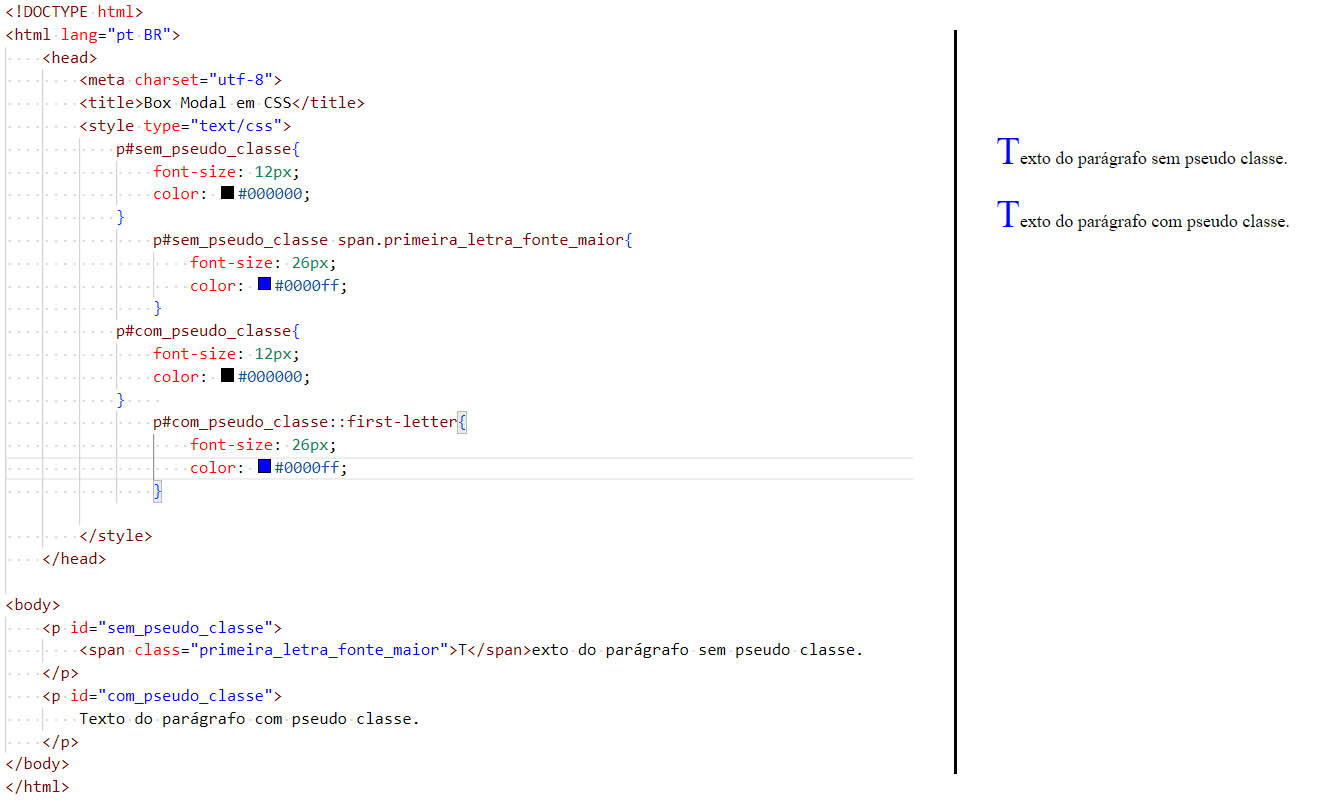 <!DOCTYPE html>
<html lang="pt BR">
<head>
<meta charset="utf-8">
<title>Box Modal em CSS</title>
<style type="text/css">
p#sem_pseudo_classe{
font-size: 12px;
color: #000000;
}
p#sem_pseudo_classe span.primeira_letra_fonte_maior{
font-size: 26px;
color: #0000ff;
}
p#com_pseudo_classe{
font-size: 12px;
color: #000000;
}
p#com_pseudo_classe::first-letter{
font-size: 26px;
color: #0000ff;
}
</style>
</head>
<body>
<p id="sem_pseudo_classe">
<span class="primeira_letra_fonte_maior">T</span>exto do parágrafo sem pseudo classe.
</p>
<p id="com_pseudo_classe">
Texto do parágrafo com pseudo classe.
</p>
</body>
</html>
Texto do parágrafo sem pseudo classe.
Texto do parágrafo com pseudo classe.